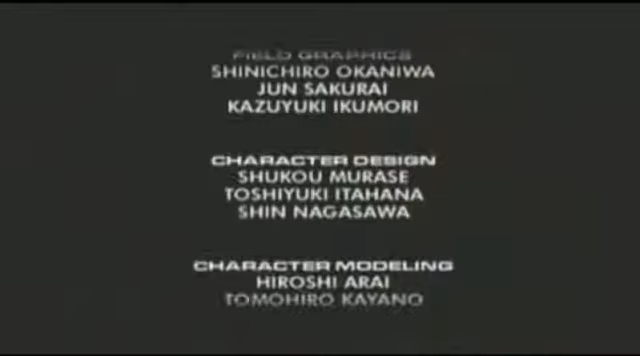 FIELD GRAPHICS
SHINICHIRO OKANIWA
JUN SAKURAI
KAZUYUKI IKUMORI
CHARACTER DESIGN
SHUKOU MURASE
TOSHIYUKI ITAHANA
SHIN NAGASAWA
CHARACTER MODELING
HIROSHI ARAI
TOMOHIRO KAYANO